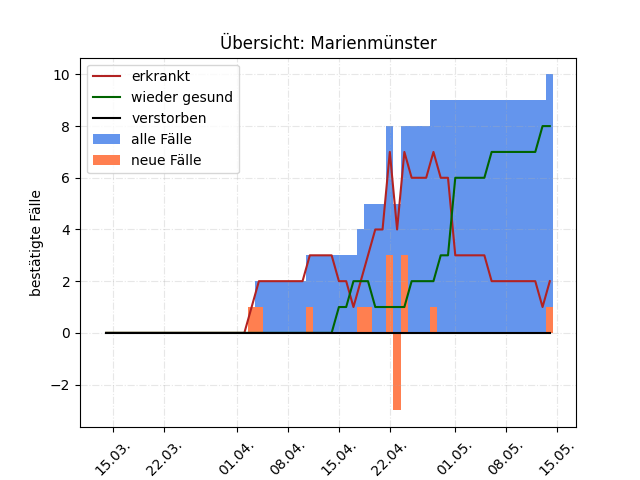 Übersicht: Marienmünster
erkrankt
wieder gesund
verstorben
alle Fälle
neue Fälle
bestätigte Fälle
10
8
6
4
2
0
−2
15.03.
22.03.
01.04.
08.04.
15.04.
22.04.
01.05.
08.05.
15.05.